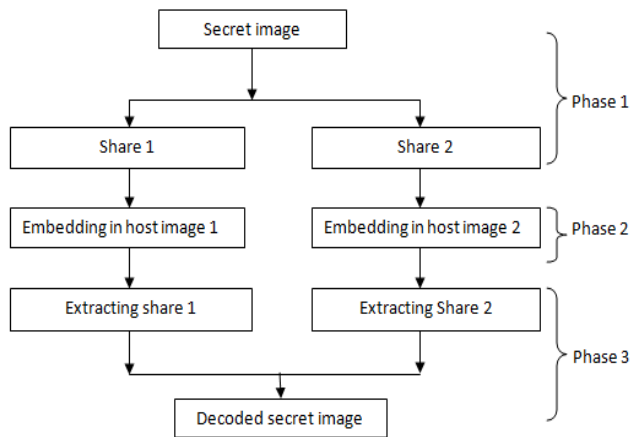 Secret image
Phase 1
Share 1
Share 2
Embedding in host image 1
Embedding in host image 2
Phase 2
Extracting share 1
Extracting Share 2
Phase 3
Decoded secret image